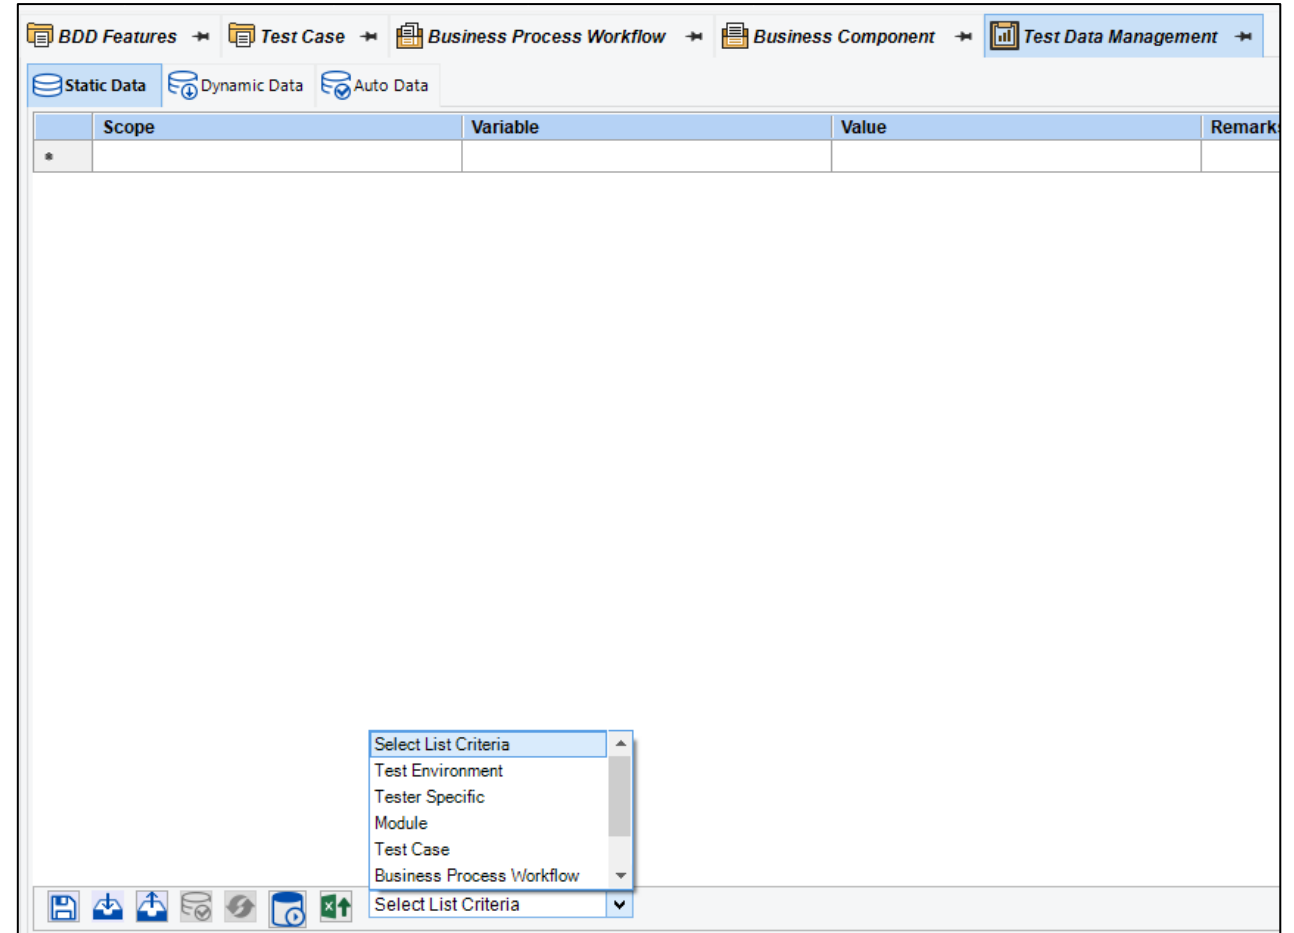 BDD Features Test Case Business Process Workflow Business Component Test Data Management
Static Data Dynamic Data Auto Data
Scope Variable Value Remarks
*
Select List Criteria
Test Environment
Tester Specific
Module
Test Case
Business Process Workflow
Select List Criteria